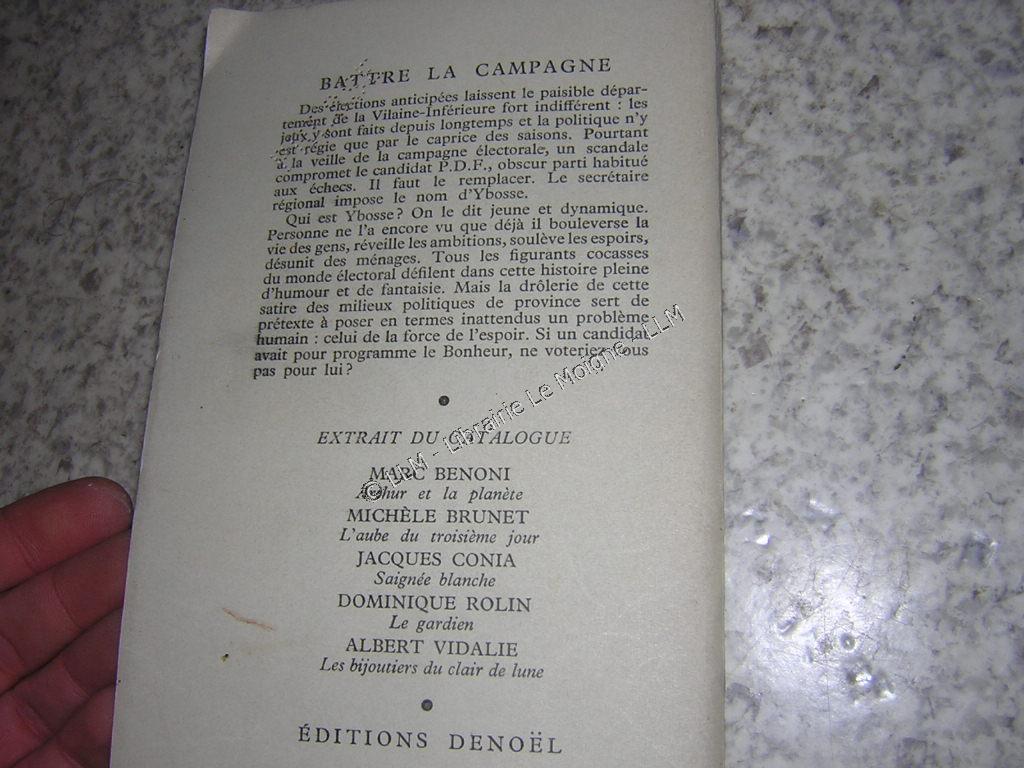 BATTRE LA CAMPAGNE
Des élections anticipées laissent le paisible dépar-
tement de la Vilaine-Inférieure fort indifférent : les
jeux y sont faits depuis longtemps et la politique n'y
est régie que par le caprice des saisons. Pourtant
à la veille de la campagne électorale, un scandale
compromet le candidat P.D.F., obscur parti habitué
aux échecs. Il faut le remplacer. Le secrétaire
régional impose le nom d'Ybosse.
Qui est Ybosse? On le dit jeune et dynamique.
Personne ne l'a encore vu que déjà il bouleverse la
vie des gens, réveille les ambitions, soulève les espoirs,
désunit des ménages. Tous les figurants cocasses
du monde électoral défilent dans cette histoire pleine
d'humour et de fantaisie. Mais la drôlerie de cette
satire des milieux politiques de province sert de
prétexte à poser en termes inattendus un problème
humain : celui de la force de l'espoir. Si un candidat
avait pour programme le Bonheur, ne voteriez-vous
pas pour lui?
EXTRAIT DU CATALOGUE
MARC BENONI
Arthur et la planète
MICHÈLE BRUNET
L'aube du troisième jour
JACQUES CONIA
Saignée blanche
DOMINIQUE ROLIN
Le gardien
ALBERT VIDALIE
Les bijoutiers du clair de lune
ÉDITIONS DENOËL
© LLM - Librairie Le Moigne - LLM